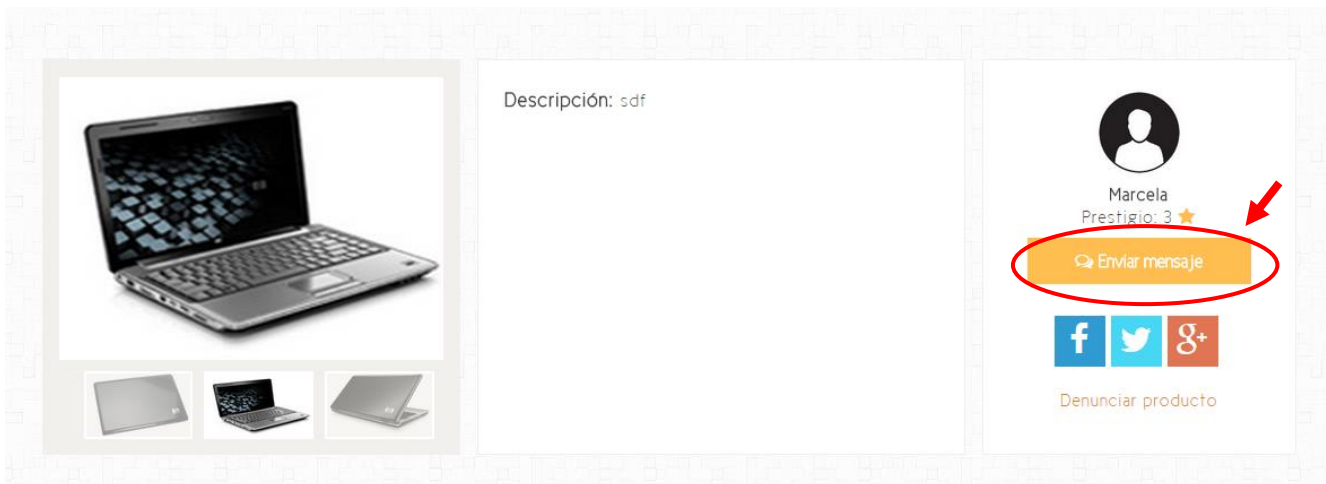 Descripción: sdf
Marcela
Prestigio: 3
Enviar mensaje
f
g+
Denunciar producto